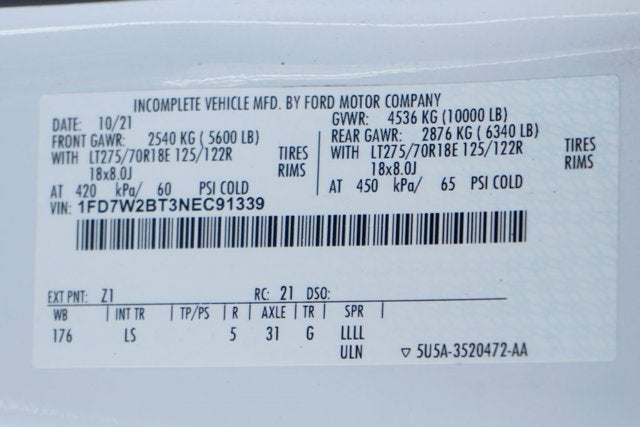 INCOMPLETE VEHICLE MFD. BY FORD MOTOR COMPANY
DATE: 10/21 GVWR: 4536 KG (10000 LB)
FRONT GAWR: 2540 KG ( 5600 LB) REAR GAWR: 2876 KG ( 6340 LB)
WITH LT275/70R18E 125/122R TIRES WITH LT275/70R18E 125/122R TIRES
18x8.0J RIMS 18x8.0J RIMS
AT 420 kPa/ 60 PSI COLD AT 450 kPa/ 65 PSI COLD
VIN: 1FD7W2BT3NEC91339
EXT PNT: Z1 RC: 21 DSO:
WB | INT TR | TP/PS | R | AXLE | TR | SPR |
176 LS 5 31 G LLLL
ULN ▽ 5U5A-3520472-AA